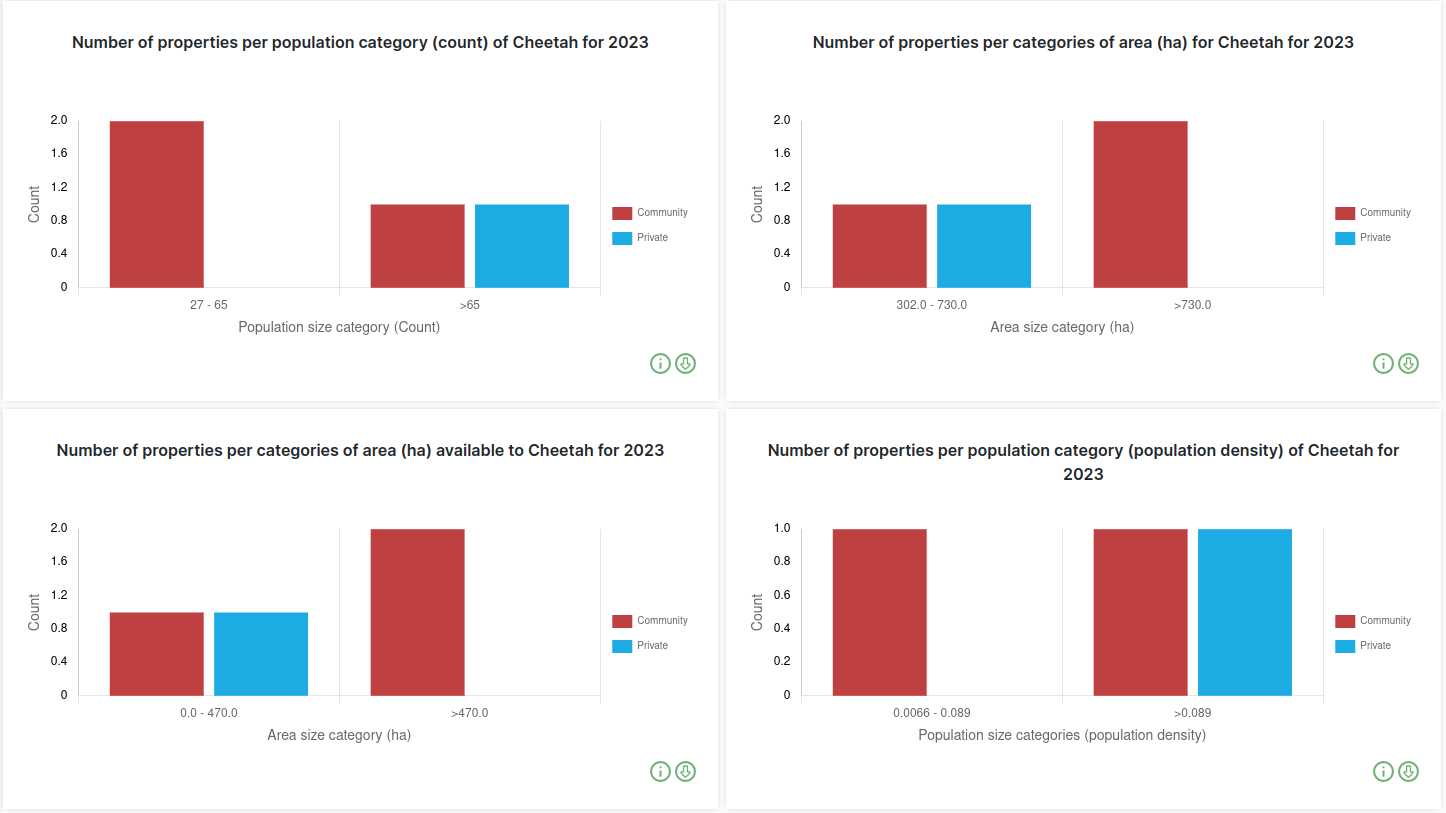 Number of properties per population category (count) of Cheetah for 2023
2.0
1.6
1.2
0.8
0.4
0
Count
27 - 65
>65
Population size category (Count)
Community
Private
Number of properties per categories of area (ha) for Cheetah for 2023
2.0
1.6
1.2
0.8
0.4
0
Count
302.0 - 730.0
>730.0
Area size category (ha)
Community
Private
Number of properties per categories of area (ha) available to Cheetah for 2023
2.0
1.6
1.2
0.8
0.4
0
Count
0.0 - 470.0
>470.0
Area size category (ha)
Community
Private
Number of properties per population category (population density) of Cheetah for
2023
1.0
0.8
0.6
0.4
0.2
0
Count
0.0066 - 0.089
>0.089
Population size categories (population density)
Community
Private